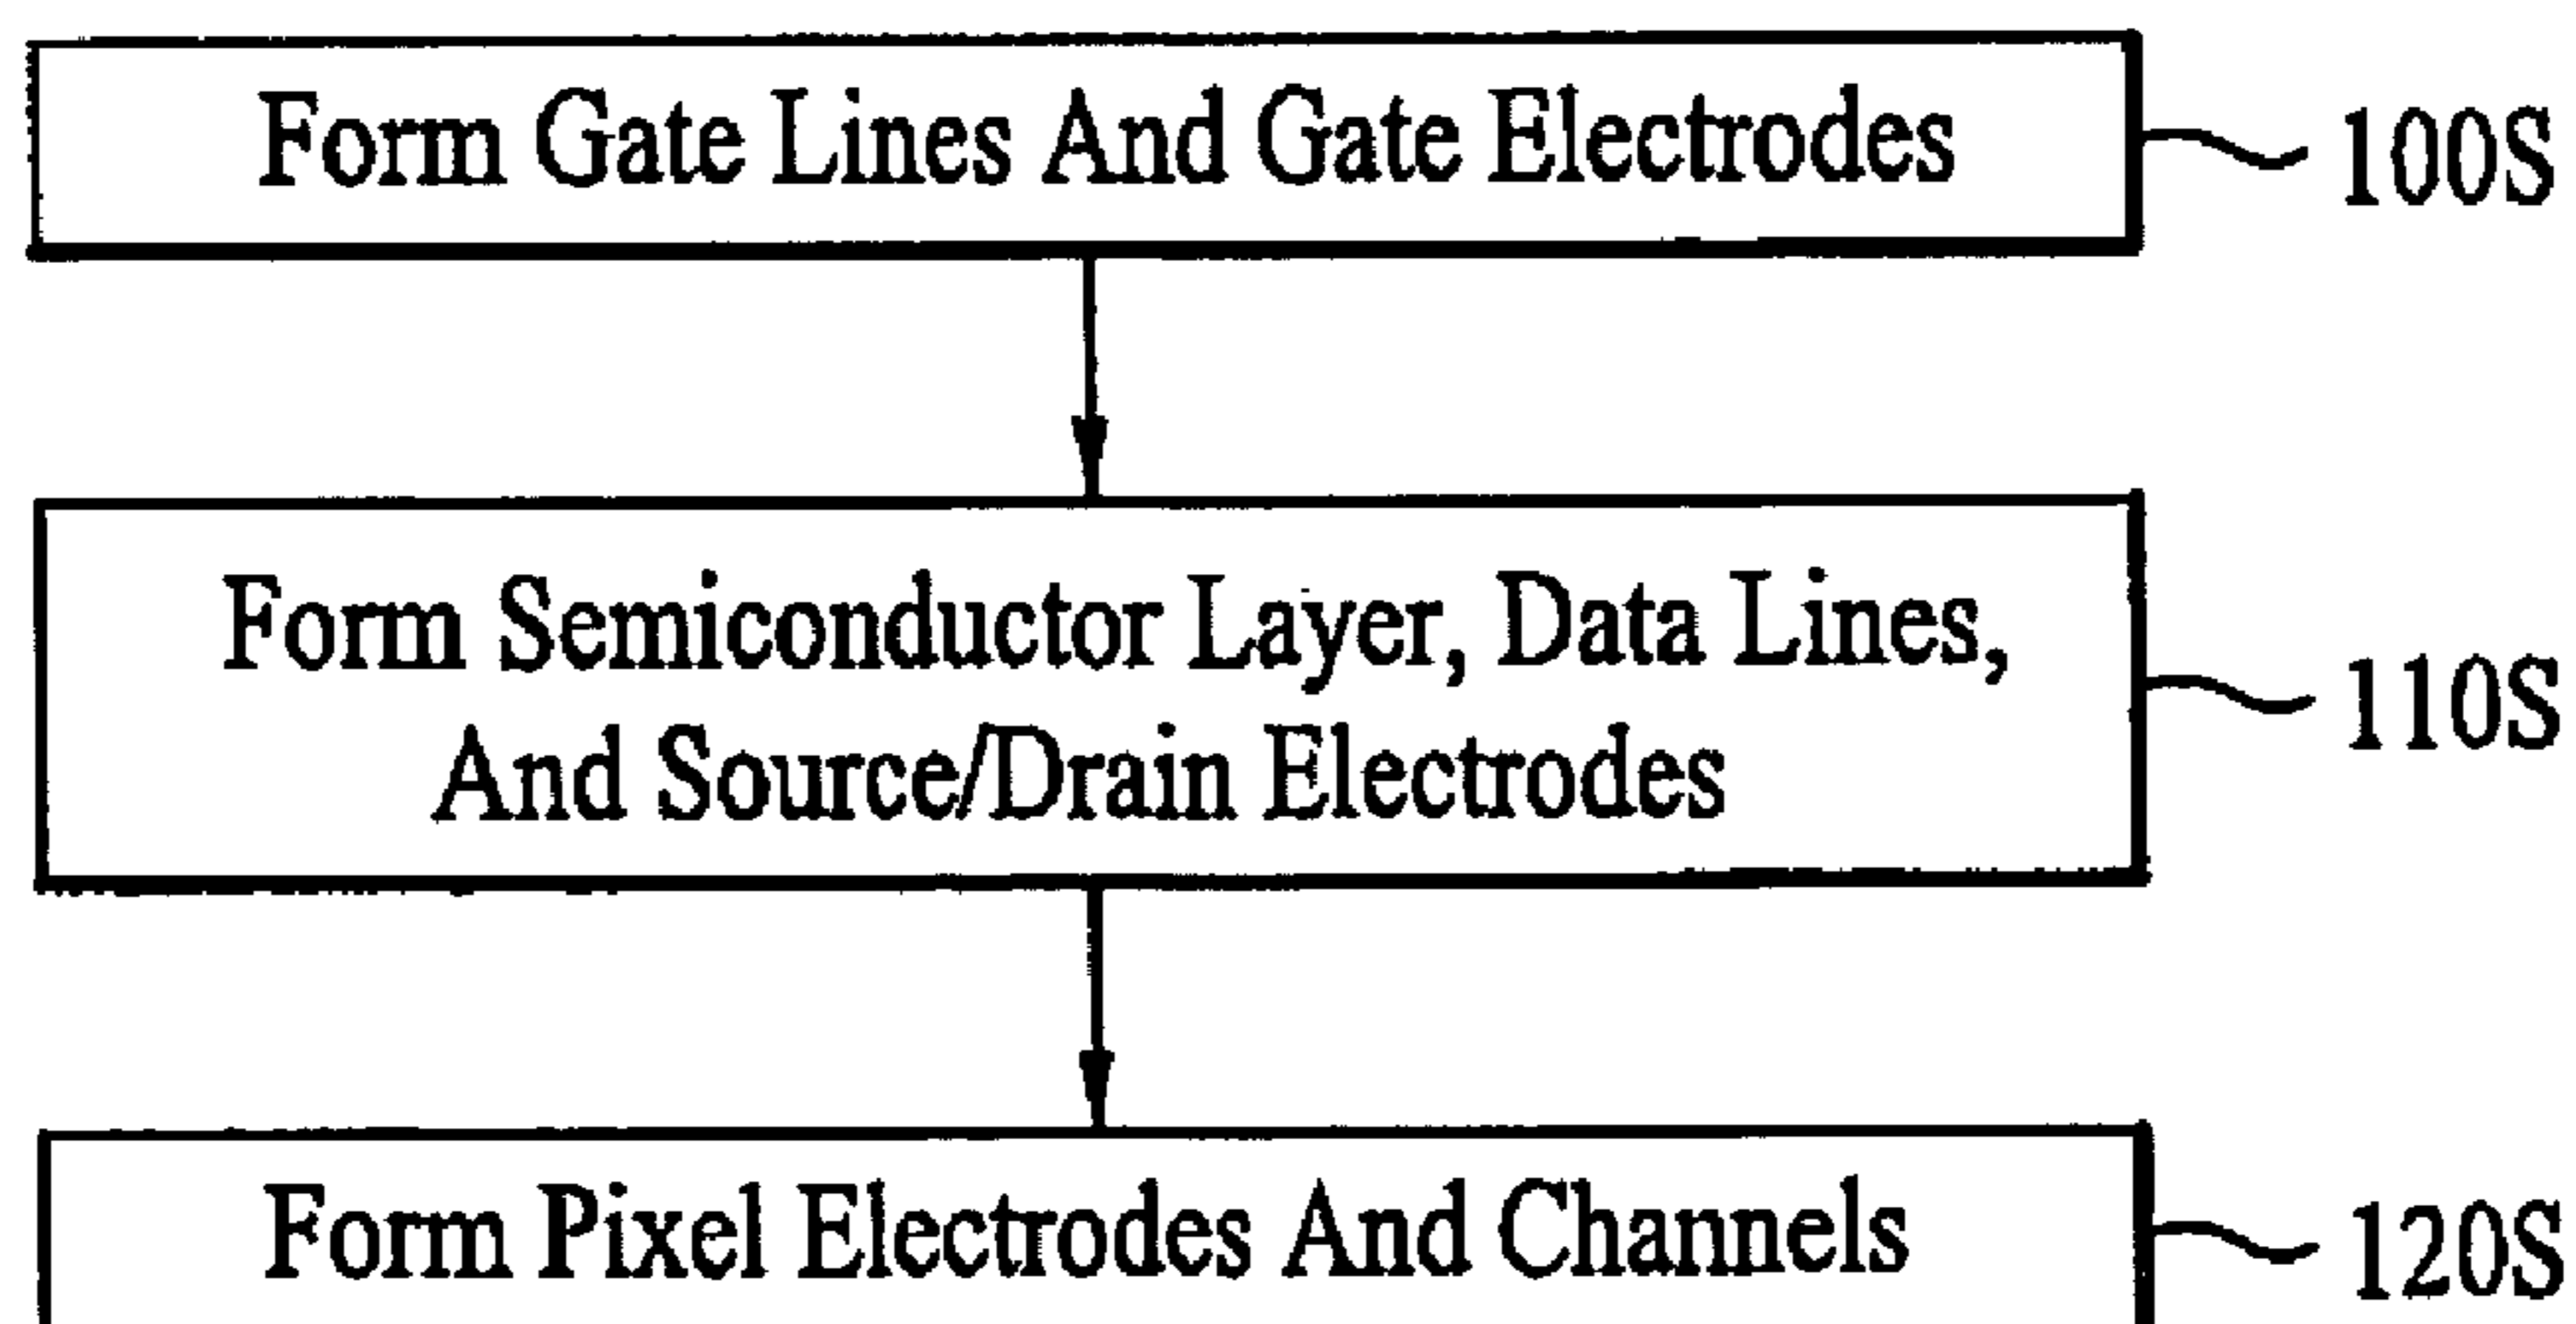 Form Gate Lines And Gate Electrodes
100S
Form Semiconductor Layer, Data Lines,
And Source/Drain Electrodes
110S
Form Pixel Electrodes And Channels
120S